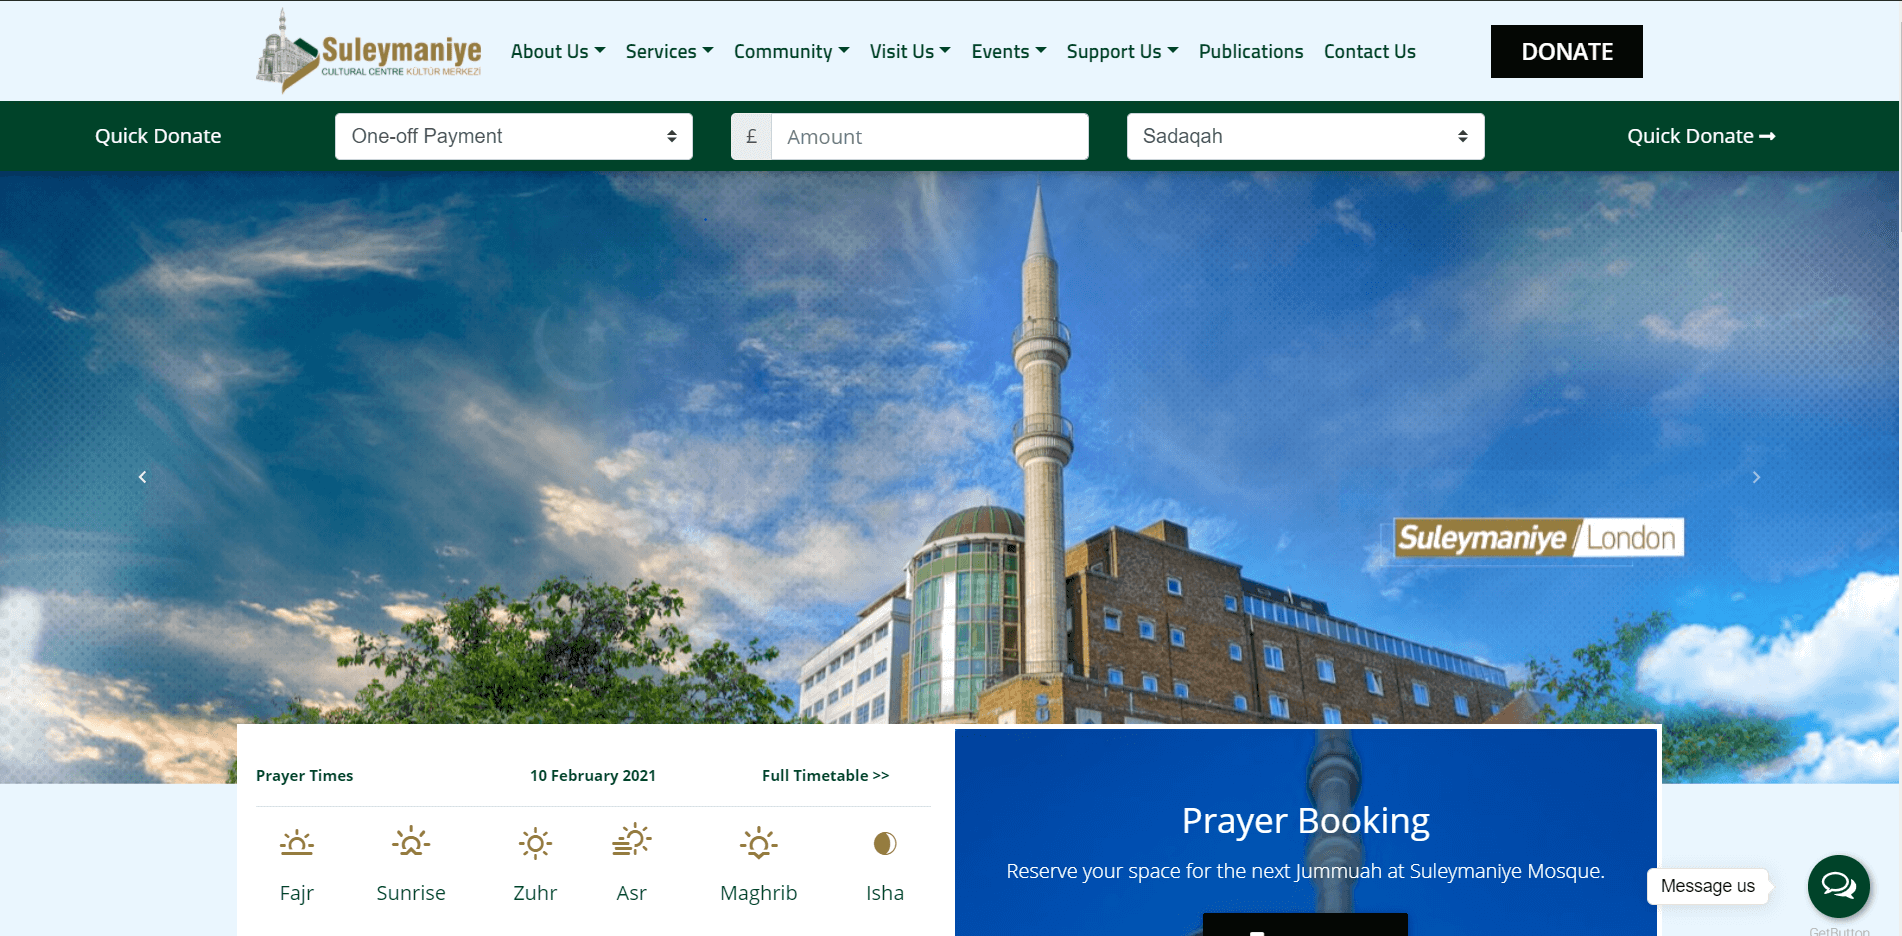 Suleymaniye
CULTURAL CENTRE KÜLTÜR MERKEZİ
About Us
Services
Community
Visit Us
Events
Support Us
Publications
Contact Us
DONATE
Quick Donate
One-off Payment
£
Amount
Sadaqah
Quick Donate
Suleymaniye / London
Prayer Times
10 February 2021
Full Timetable >>
Fajr
Sunrise
Zuhr
Asr
Maghrib
Isha
Prayer Booking
Reserve your space for the next Jummuah at Suleymaniye Mosque.
Message us
GetButton